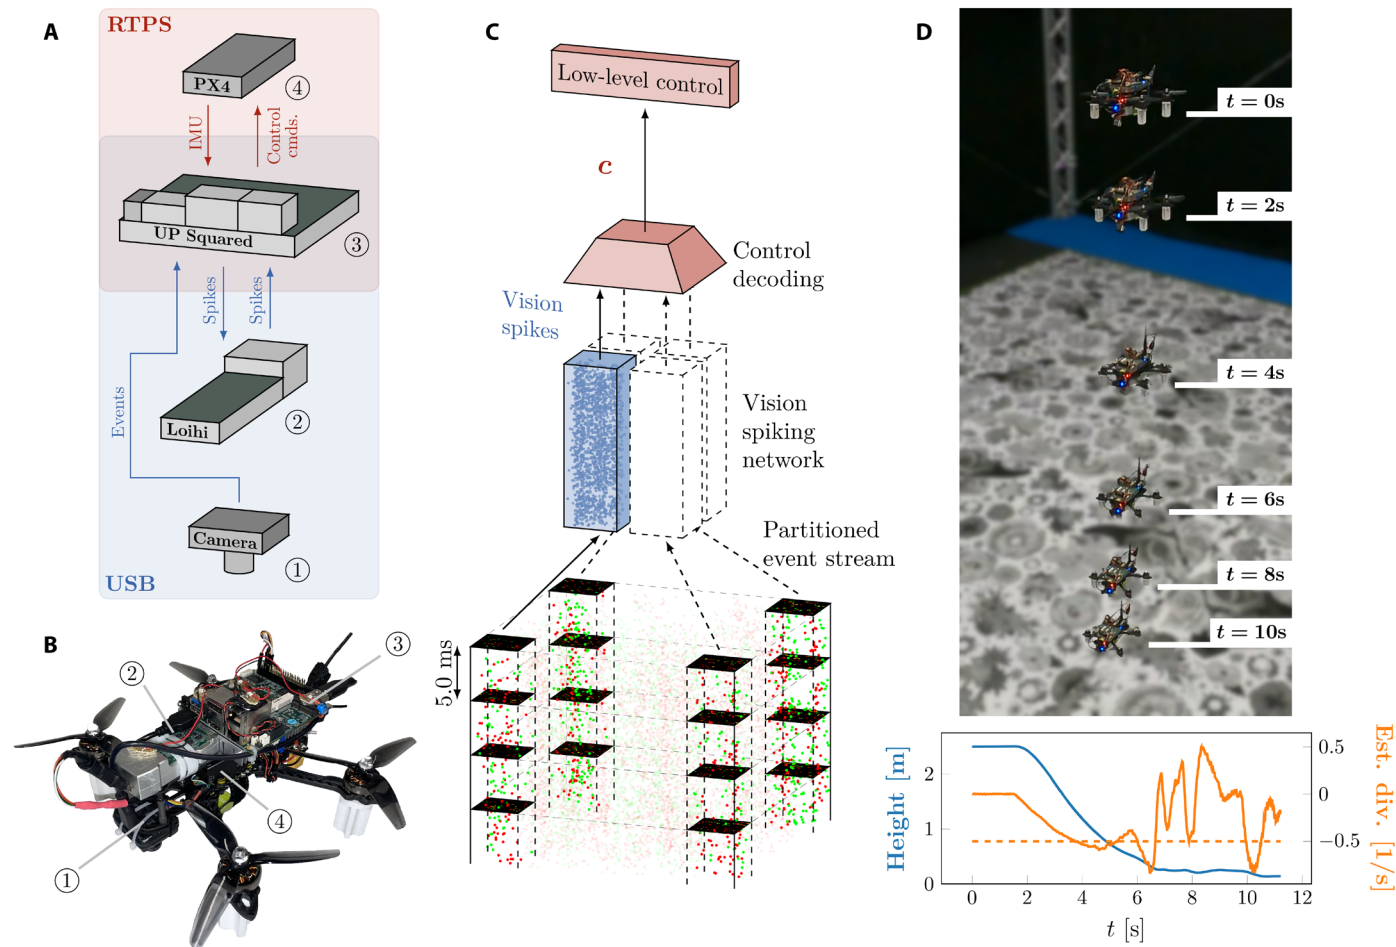 A
RTPS
PX4
④
IMU
Control
cmds.
UP Squared
③
Spikes
Spikes
Events
Loihi
②
Camera
①
USB
B
②
③
④
①
C
Low-level control
c
Control
decoding
Vision
spikes
Vision
spiking
network
Partitioned
event stream
5.0 ms
D
t = 0s
t = 2s
t = 4s
t = 6s
t = 8s
t = 10s
Height [m]
2
1
0
0.5
0
−0.5
Est. div. [1/s]
0 2 4 6 8 10 12
t [s]